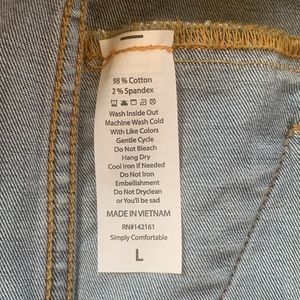 98% Cotton
2% Spandex
Wash Inside Out
Machine Wash Cold
With Like Colors
Gentle Cycle
Do Not Bleach
Hang Dry
Cool Iron if Needed
Do Not Iron
Embellishment
Do Not Dryclean
or You'll be sad
MADE IN VIETNAM
RN#142161
Simply Comfortable
L